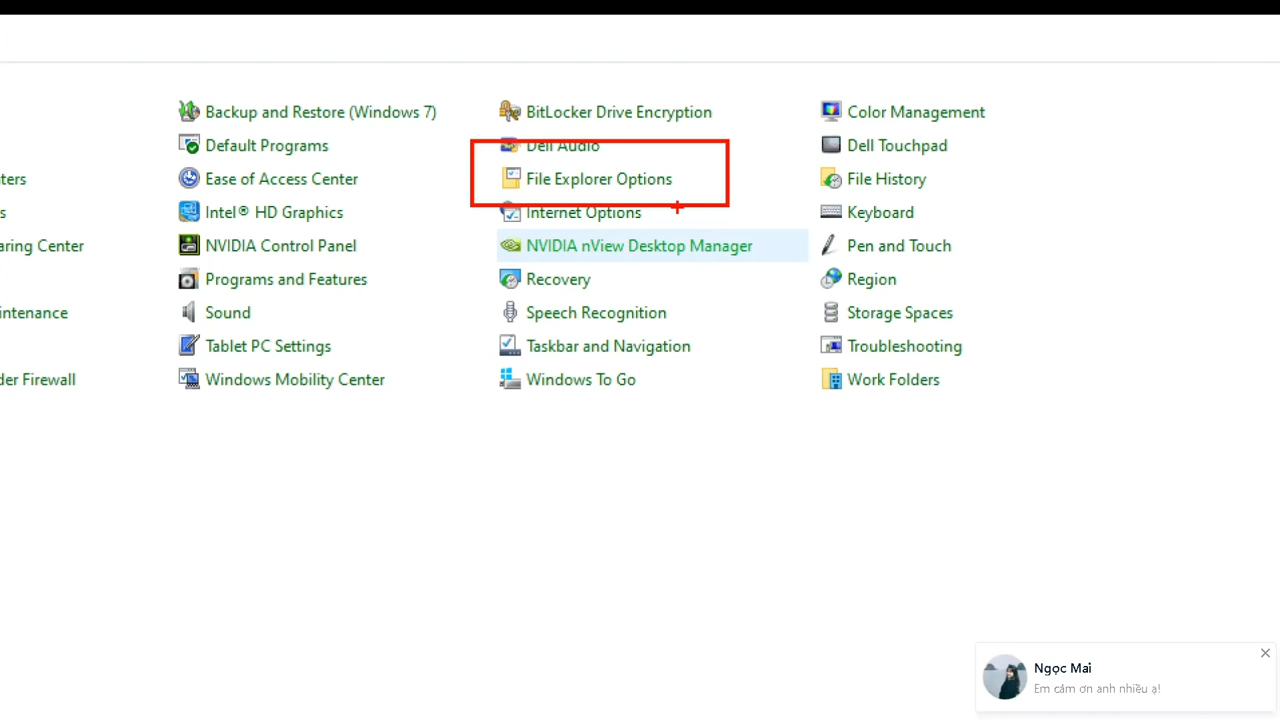 Backup and Restore (Windows 7)
BitLocker Drive Encryption
Color Management
Default Programs
Dell Audio
Dell Touchpad
ters
Ease of Access Center
File Explorer Options
File History
s
Intel® HD Graphics
Internet Options
Keyboard
aring Center
NVIDIA Control Panel
NVIDIA nView Desktop Manager
Pen and Touch
Programs and Features
Recovery
Region
intenance
Sound
Speech Recognition
Storage Spaces
Tablet PC Settings
Taskbar and Navigation
Troubleshooting
der Firewall
Windows Mobility Center
Windows To Go
Work Folders
Ngọc Mai
Em cảm ơn anh nhiều ạ!